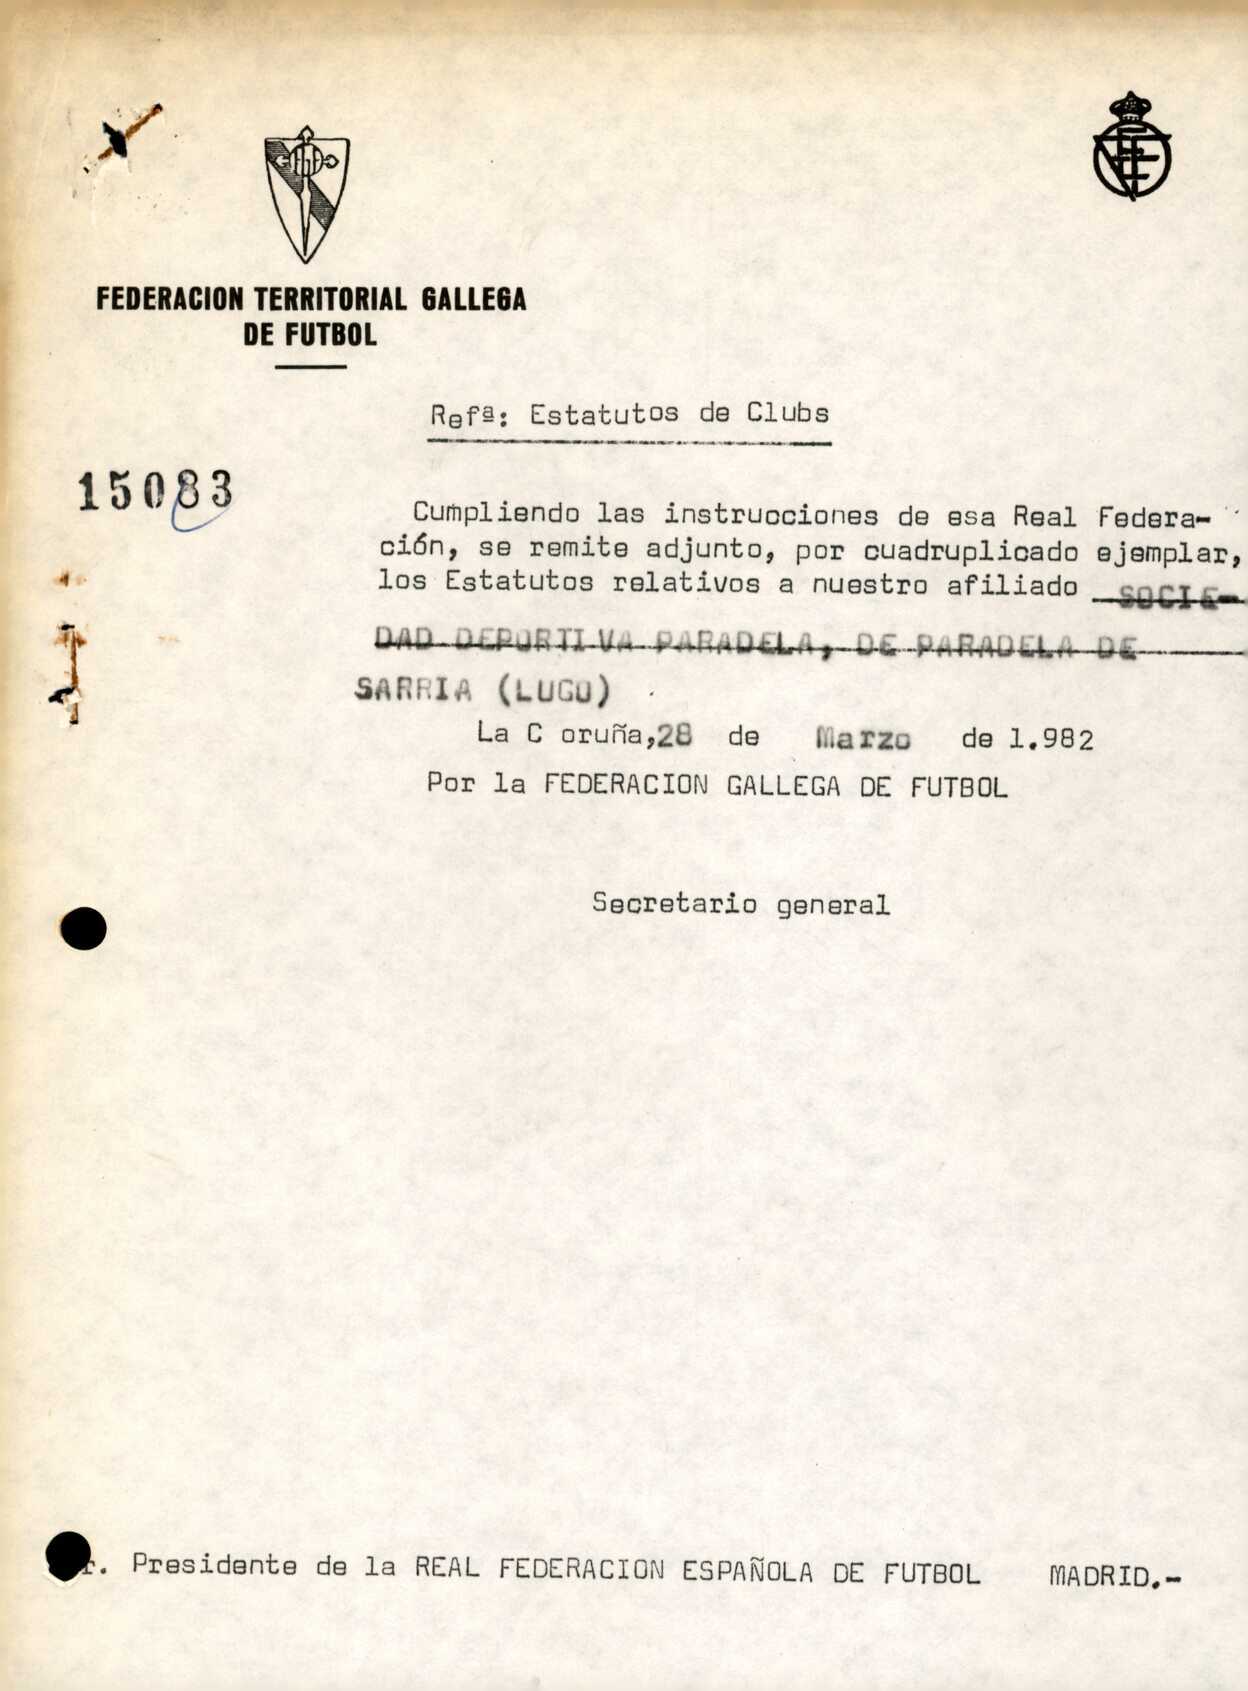 FEDERACION TERRITORIAL GALLEGA
DE FUTBOL
Refª: Estatutos de Clubs
15083
Cumpliendo las instrucciones de esa Real Federa-
ción, se remite adjunto, por cuadruplicado ejemplar,
los Estatutos relativos a nuestro afiliado SOCIE-
DAD DEPORTIVA PARADELA, DE PARADELA DE
SARRIA (LUGO)
La C oruña,28 de Marzo de 1.982
Por la FEDERACION GALLEGA DE FUTBOL
Secretario general
r. Presidente de la REAL FEDERACION ESPAÑOLA DE FUTBOL MADRID.-